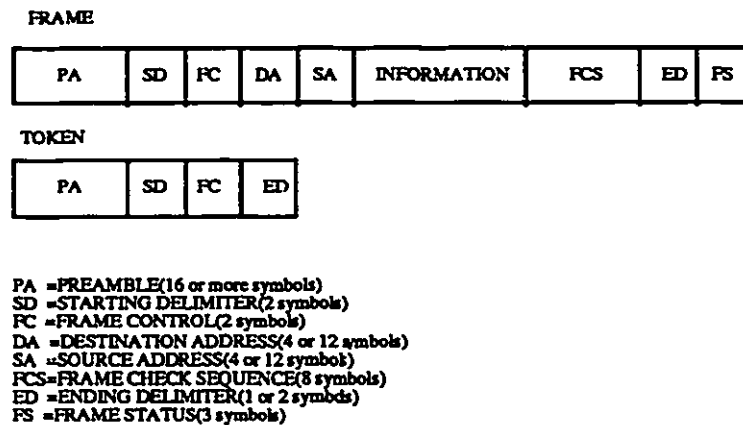 FRAME
PA SD FC DA SA INFORMATION FCS ED FS
TOKEN
PA SD FC ED
PA =PREAMBLE(16 or more symbols)
SD =STARTING DELIMITER(2 symbols)
FC =FRAME CONTROL(2 symbols)
DA =DESTINATION ADDRESS(4 or 12 symbols)
SA =SOURCE ADDRESS(4 or 12 symbol)
FCS=FRAME CHECK SEQUENCE(8 symbols)
ED =ENDING DELIMITER(1 or 2 symbols)
FS =FRAME STATUS(3 symbols)